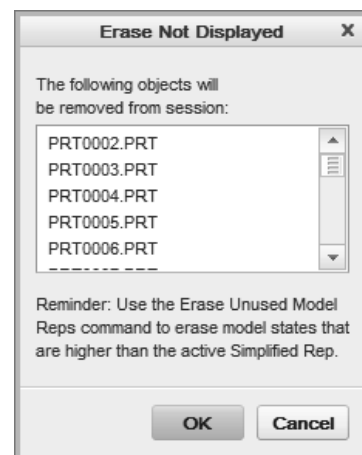 Erase Not Displayed X
The following objects will
be removed from session:
PRT0002.PRT
PRT0003.PRT
PRT0004.PRT
PRT0005.PRT
PRT0006.PRT
Reminder: Use the Erase Unused Model
Reps command to erase model states that
are higher than the active Simplified Rep.
OK Cancel